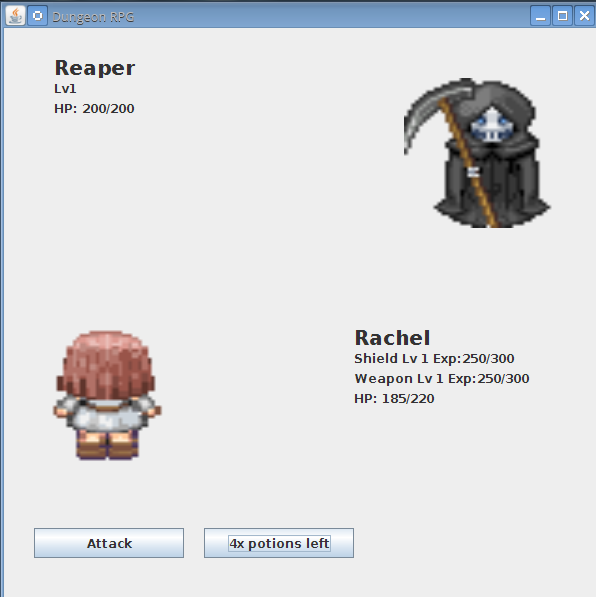 Dungeon RPG
Reaper
Lv1
HP: 200/200
Rachel
Shield Lv 1 Exp:250/300
Weapon Lv 1 Exp:250/300
HP: 185/220
Attack
4x potions left